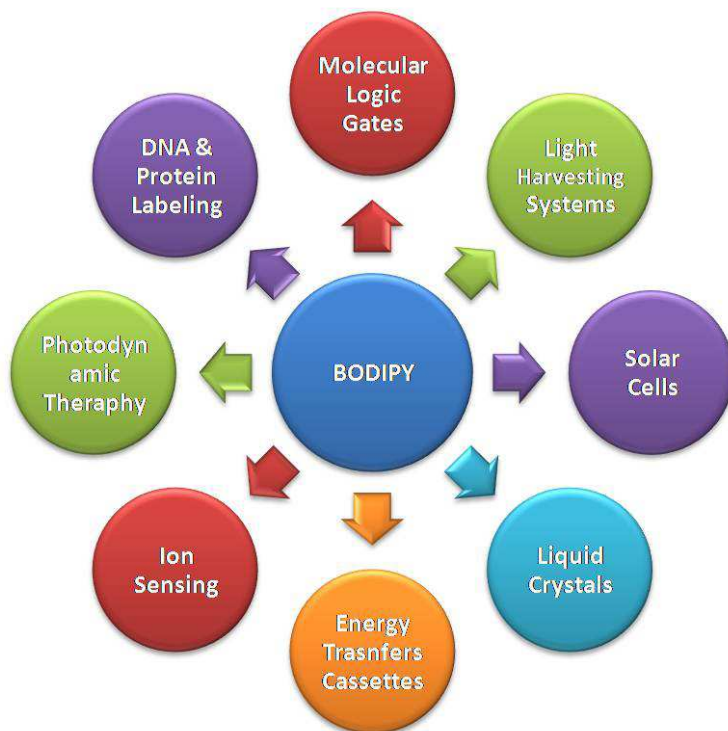 Molecular
Logic
Gates
Light
Harvesting
Systems
Solar
Cells
Liquid
Crystals
Energy
Trasnfers
Cassettes
Ion
Sensing
Photodyn
amic
Theraphy
DNA &
Protein
Labeling
BODIPY